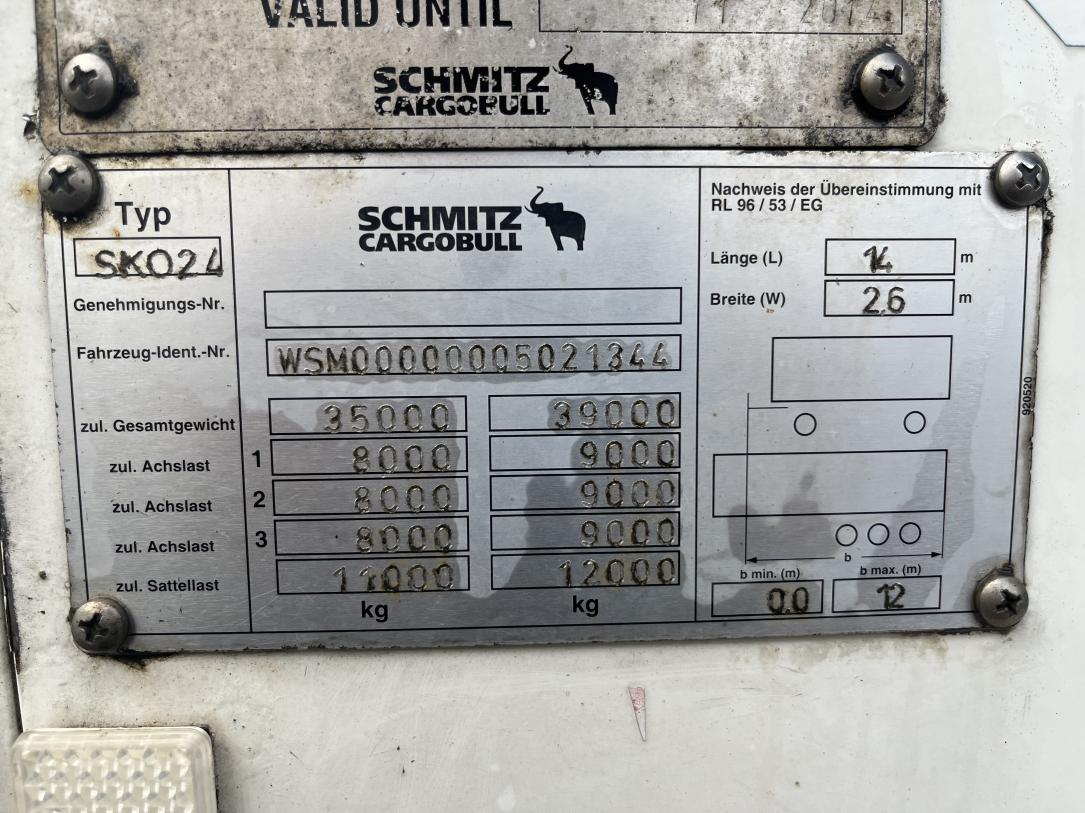 VALID UNTIL
SCHMITZ
CARGOBULL
Typ
SKO24
SCHMITZ
CARGOBULL
Nachweis der Übereinstimmung mit
RL 96 / 53 / EG
Länge (L) 14 m
Breite (W) 2.6 m
Genehmigungs-Nr.
Fahrzeug-Ident.-Nr. WSM00000005021344
zul. Gesamtgewicht 35000 39000
zul. Achslast 1 8000 9000
zul. Achslast 2 8000 9000
zul. Achslast 3 8000 9000
zul. Sattellast 11000 12000
kg kg
b
b min. (m) b max. (m)
0.0 12
920520